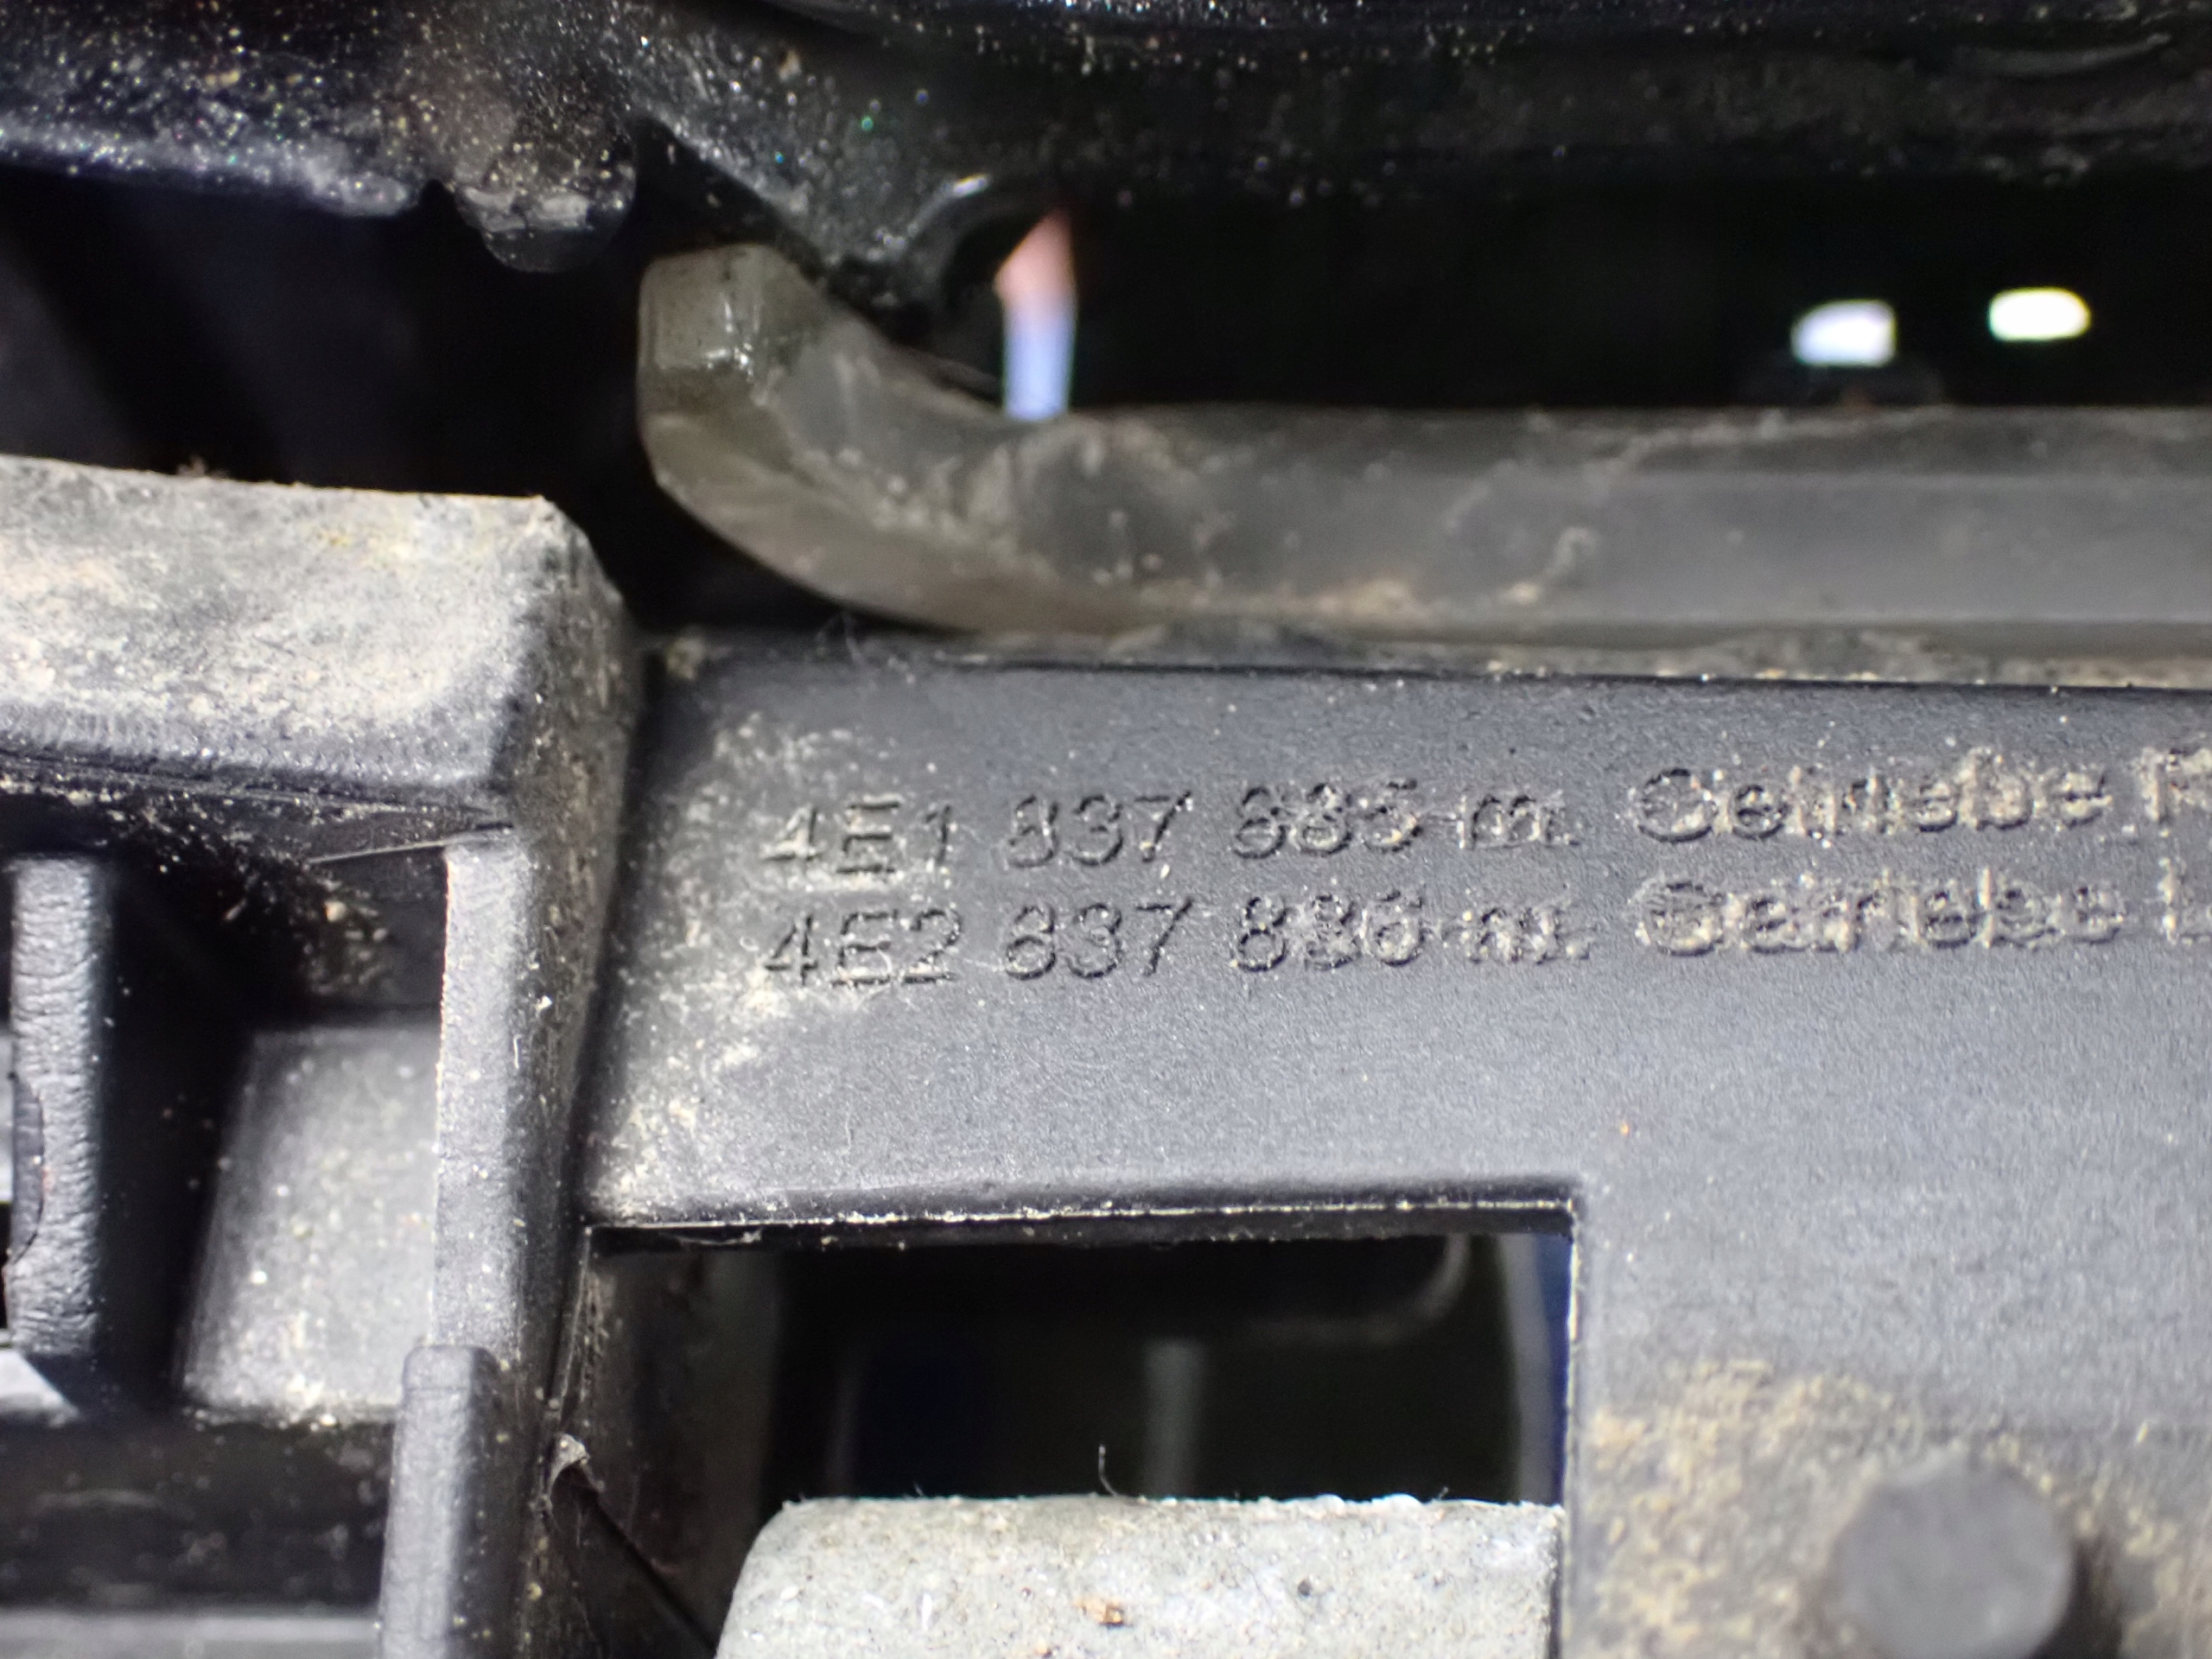 4E1 837 885 m. Getriebe R
4E2 837 886 m. Getriebe L